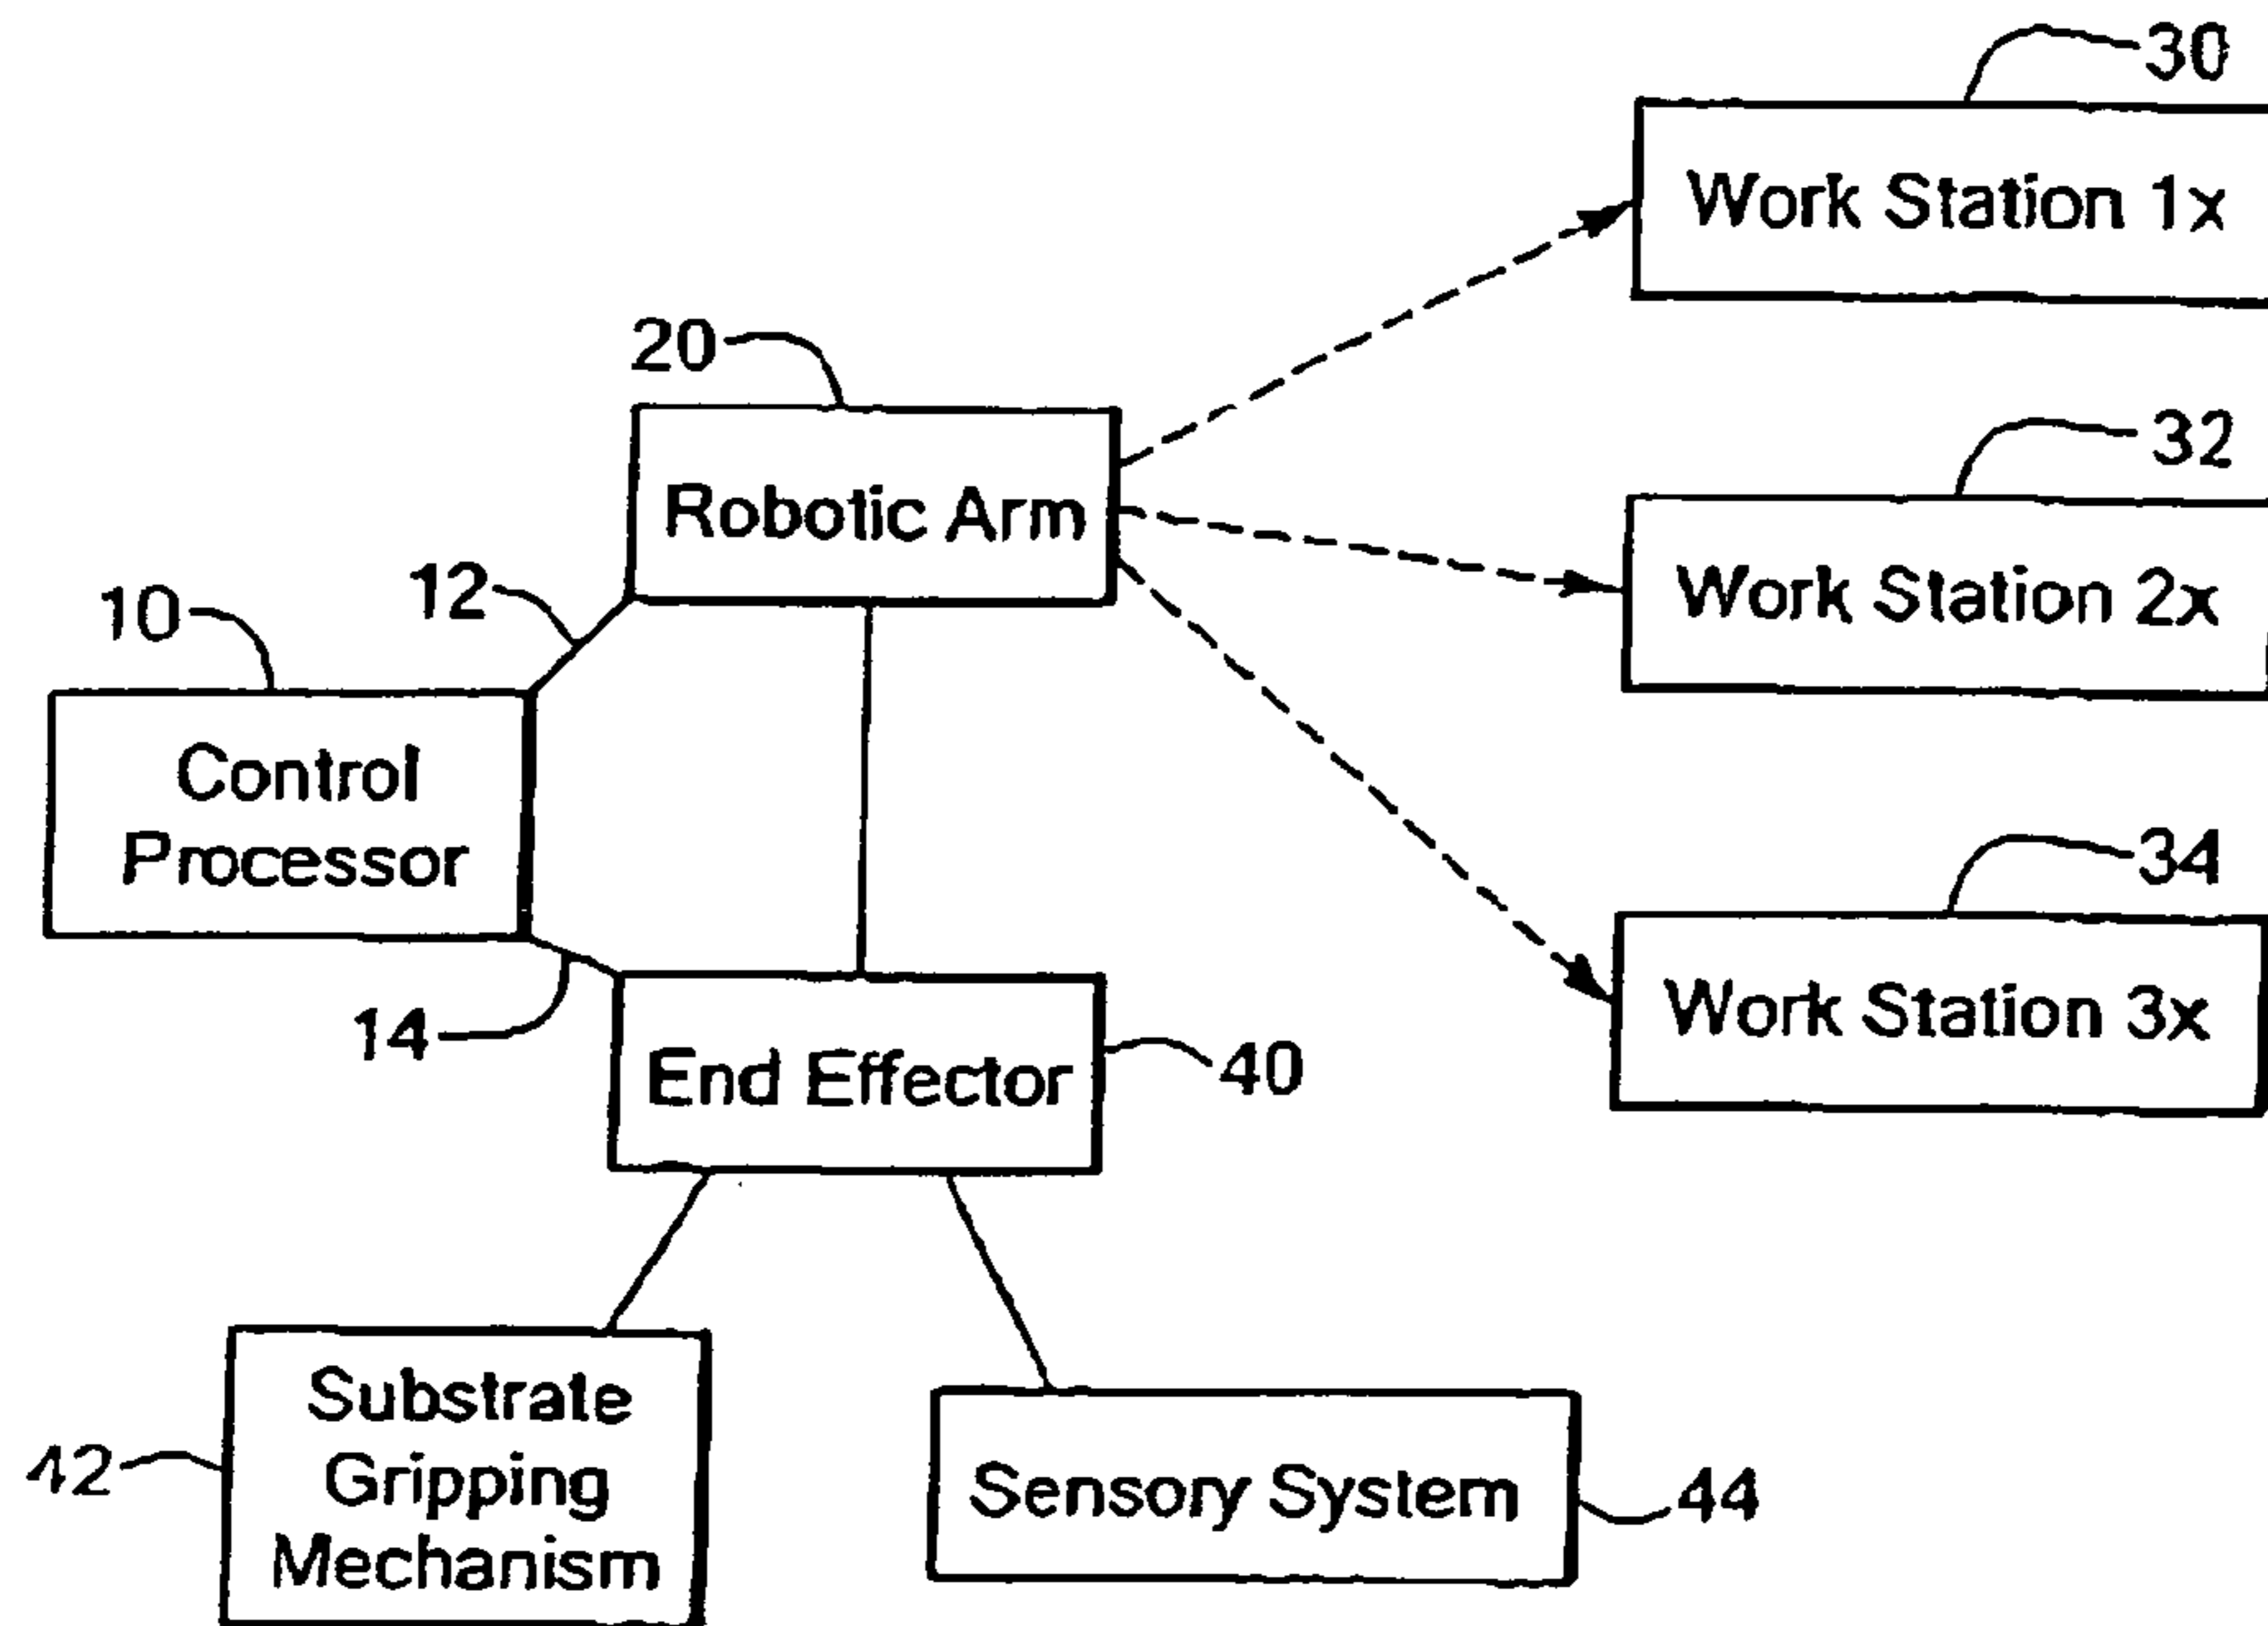 30
Work Station 1x
20
Robotic Arm
32
Work Station 2x
12
10
Control
Processor
34
Work Station 3x
14
End Effector
40
Substrate
Gripping
Mechanism
42
Sensory System
44